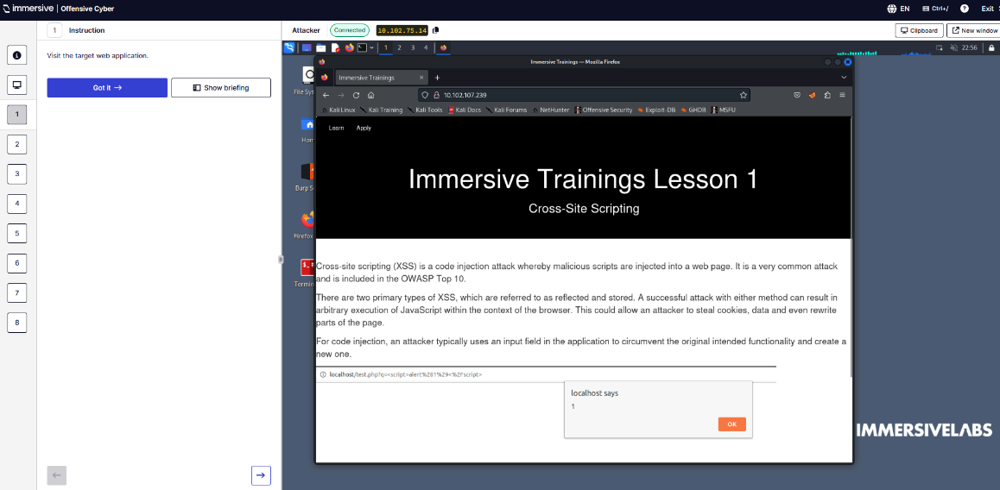 immersive | Offensive Cyber
EN
Ctrl+/
?
Exit
1 Instruction
Visit the target web application.
Got it →
Show briefing
1
2
3
4
5
6
7
8
Attacker
Connected
10.102.75.14
Clipboard
New window
1 2 3 4
22:56
File Sys
Hom
Burp S
Firefox
Termin
Immersive Trainings — Mozilla Firefox
Immersive Trainings
10.102.107.239
Kali Linux
Kali Training
Kali Tools
Kali Docs
Kali Forums
NetHunter
Offensive Security
Exploit-DB
GHDB
MSFU
Learn
Apply
Immersive Trainings Lesson 1
Cross-Site Scripting
Cross-site scripting (XSS) is a code injection attack whereby malicious scripts are injected into a web page. It is a very common attack
and is included in the OWASP Top 10.
There are two primary types of XSS, which are referred to as reflected and stored. A successful attack with either method can result in
arbitrary execution of JavaScript within the context of the browser. This could allow an attacker to steal cookies, data and even rewrite
parts of the page.
For code injection, an attacker typically uses an input field in the application to circumvent the original intended functionality and create a
new one.
localhost/test.php?q=<script>alert%281%29<%2Fscript>
localhost says
1
OK
IMMERSIVELABS